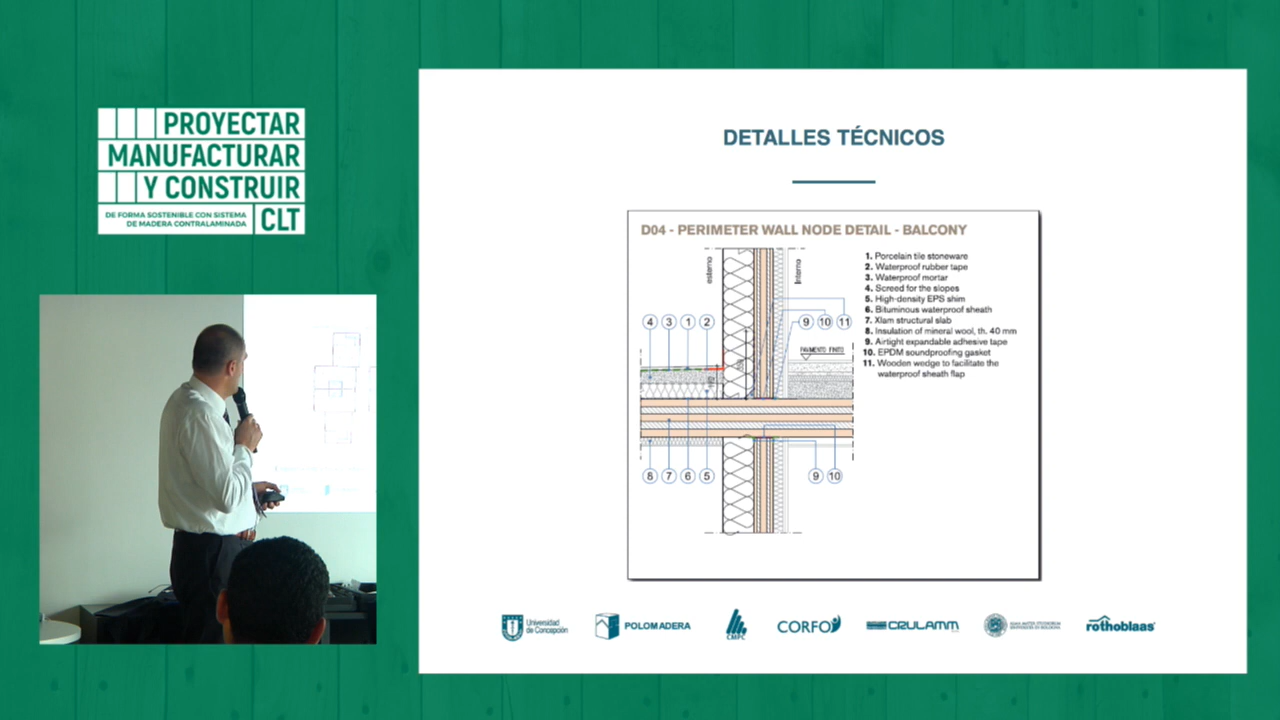 PROYECTAR
MANUFACTURAR
Y CONSTRUIR
DE FORMA SOSTENIBLE CON SISTEMA
DE MADERA CONTRALAMINADA
CLT
DETALLES TÉCNICOS
D04 - PERIMETER WALL NODE DETAIL - BALCONY
esterno
Interno
4 3 1 2
9 10 11
PAVIMENTO FINITO
8 7 6 5
9 10
1. Porcelain tile stoneware
2. Waterproof rubber tape
3. Waterproof mortar
4. Screed for the slopes
5. High-density EPS shim
6. Bituminous waterproof sheath
7. Xlam structural slab
8. Insulation of mineral wool, th. 40 mm
9. Airtight expandable adhesive tape
10. EPDM soundproofing gasket
11. Wooden wedge to facilitate the
waterproof sheath flap
Universidad
de Concepción
POLOMADERA
CMPC
CORFO
CRULAMM
ALMA MATER STUDIORUM
rothoblaas